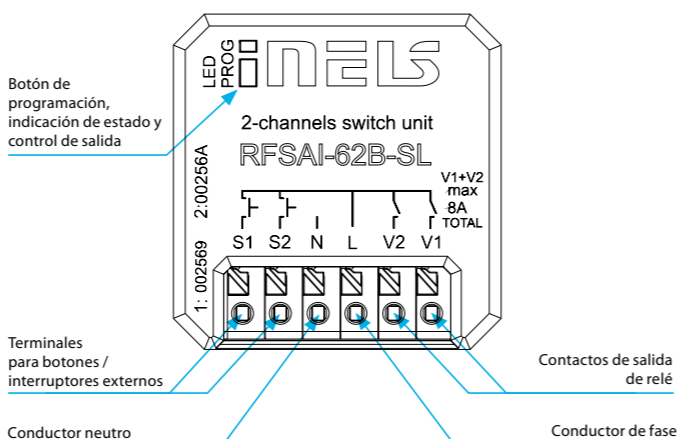 LED
PROG
iNELS
Botón de
programación,
indicación de estado y
control de salida
2-channels switch unit
RFSAI-62B-SL
V1+V2
max
8A
TOTAL
S1 S2 N L V2 V1
1: 002569 2:00256A
Terminales
para botones /
interruptores externos
Contactos de salida
de relé
Conductor neutro
Conductor de fase